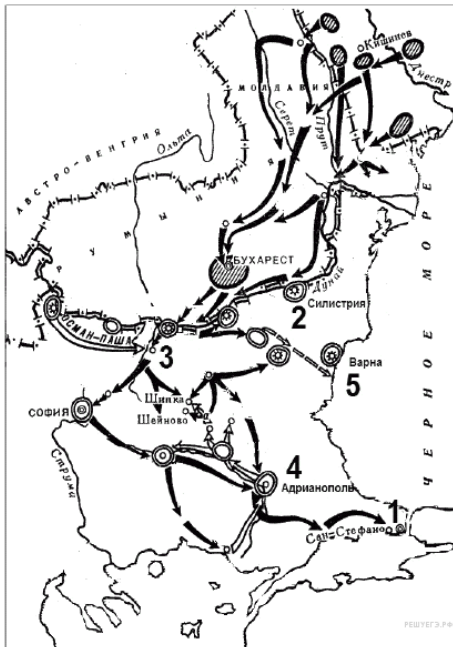 Кишинев
Днестр
МОЛДАВИЯ
Серет
Прут
Ольта
АВСТРО-ВЕНГРИЯ
РУМЫНИЯ
БУХАРЕСТ
Дунай
2
СИЛИСТРИЯ
ОСМАН-ПАША
3
Варна
5
Шипка
Шейново
СОФИЯ
Струма
4
Адрианополь
1
Сан-Стефано
ЧЕРНОЕ МОРЕ
РЕШУЕГЭ.РФ